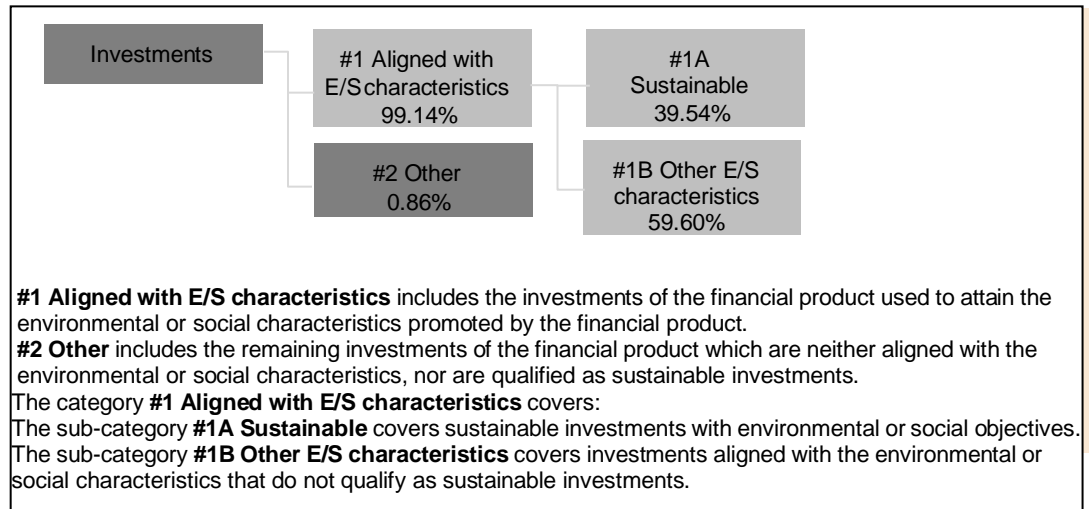 Investments
#1 Aligned with
E/S characteristics
99.14%
#1A
Sustainable
39.54%
#2 Other
0.86%
#1B Other E/S
characteristics
59.60%
#1 Aligned with E/S characteristics includes the investments of the financial product used to attain the
environmental or social characteristics promoted by the financial product.
#2 Other includes the remaining investments of the financial product which are neither aligned with the
environmental or social characteristics, nor are qualified as sustainable investments.
The category #1 Aligned with E/S characteristics covers:
The sub-category #1A Sustainable covers sustainable investments with environmental or social objectives.
The sub-category #1B Other E/S characteristics covers investments aligned with the environmental or
social characteristics that do not qualify as sustainable investments.